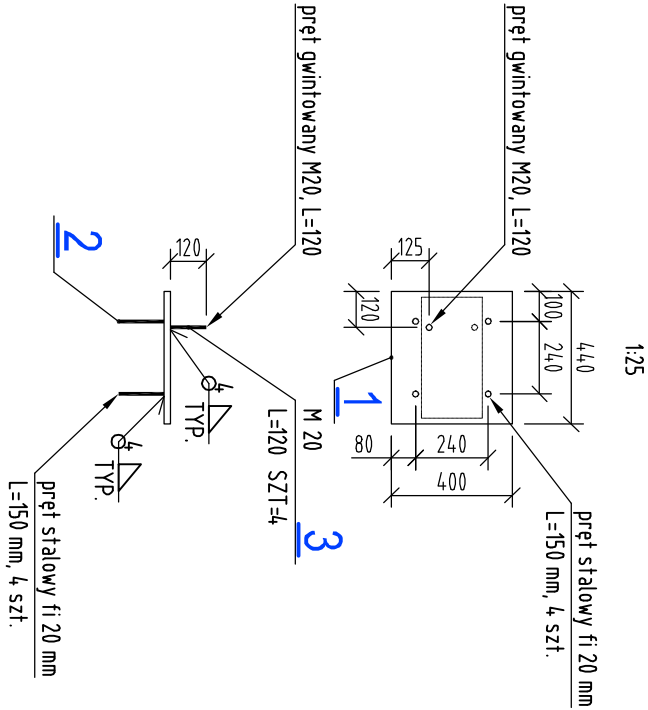 1:25
pręt gwintowany M20, L=120
pręt gwintowany M20, L=120
440
100
240
120
125
80
240
400
1
pręt stalowy fi 20 mm
L=150 mm, 4 szt.
120
2
4
TYP.
4
TYP.
M 20
L=120 SZT=4
3
pręt stalowy fi 20 mm
L=150 mm, 4 szt.